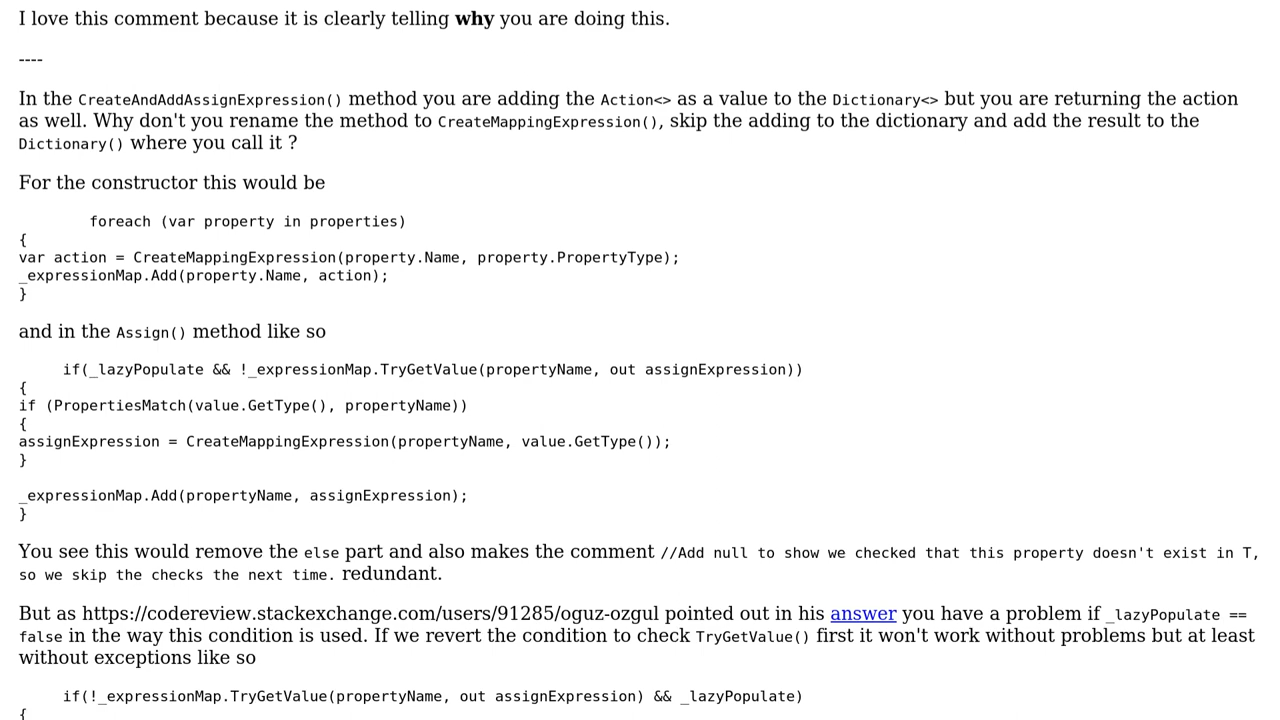 I love this comment because it is clearly telling why you are doing this.
----
In the CreateAndAddAssignExpression() method you are adding the Action<> as a value to the Dictionary<> but you are returning the action
as well. Why don't you rename the method to CreateMappingExpression(), skip the adding to the dictionary and add the result to the
Dictionary() where you call it ?
For the constructor this would be
foreach (var property in properties)
{
var action = CreateMappingExpression(property.Name, property.PropertyType);
_expressionMap.Add(property.Name, action);
}
and in the Assign() method like so
if(_lazyPopulate && !_expressionMap.TryGetValue(propertyName, out assignExpression))
{
if (PropertiesMatch(value.GetType(), propertyName))
{
assignExpression = CreateMappingExpression(propertyName, value.GetType());
}
_expressionMap.Add(propertyName, assignExpression);
}
You see this would remove the else part and also makes the comment //Add null to show we checked that this property doesn't exist in T,
so we skip the checks the next time. redundant.
But as https://codereview.stackexchange.com/users/91285/oguz-ozgul pointed out in his answer you have a problem if _lazyPopulate ==
false in the way this condition is used. If we revert the condition to check TryGetValue() first it won't work without problems but at least
without exceptions like so
if(!_expressionMap.TryGetValue(propertyName, out assignExpression) && _lazyPopulate)
{